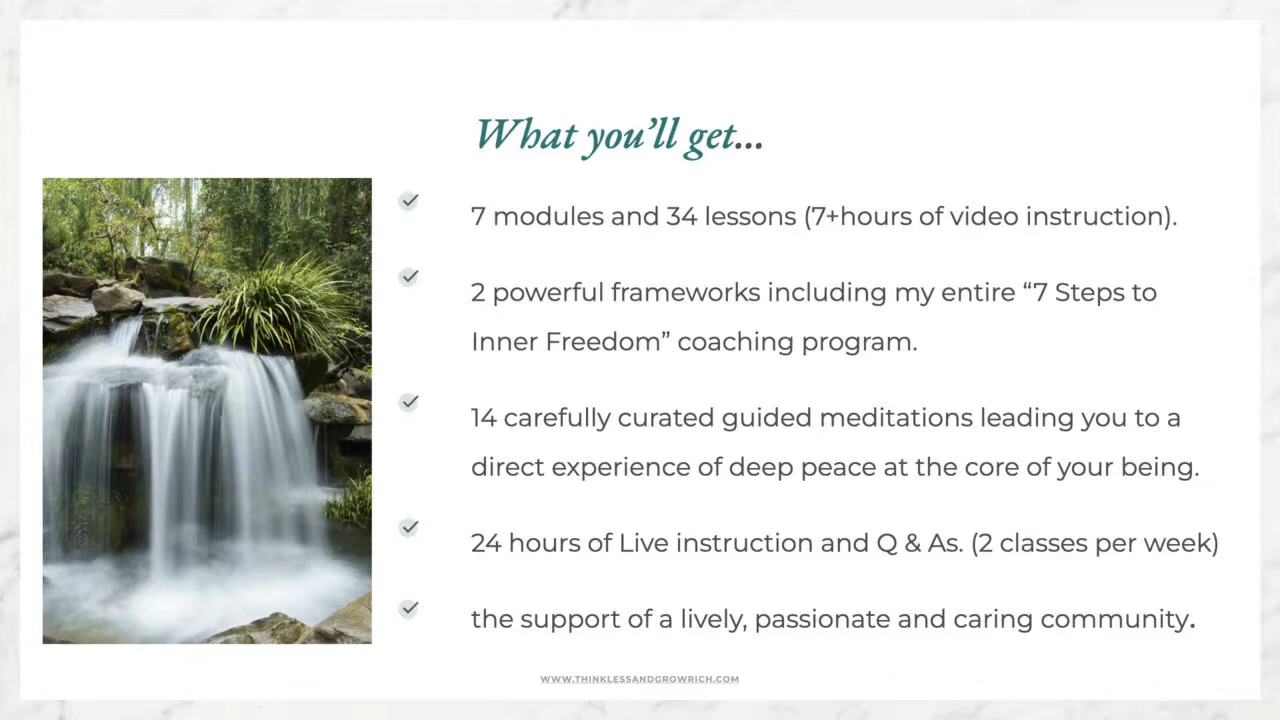 What you’ll get...
7 modules and 34 lessons (7+hours of video instruction).
2 powerful frameworks including my entire “7 Steps to
Inner Freedom” coaching program.
14 carefully curated guided meditations leading you to a
direct experience of deep peace at the core of your being.
24 hours of Live instruction and Q & As. (2 classes per week)
the support of a lively, passionate and caring community.
WWW.THINKLESSANDGROWRICH.COM